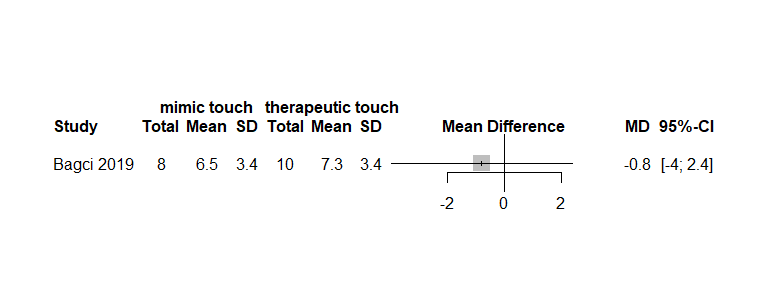 mimic touch therapeutic touch
Study Total Mean SD Total Mean SD Mean Difference MD 95%-CI
Bagci 2019 8 6.5 3.4 10 7.3 3.4 -0.8 [-4; 2.4]
-2 0 2